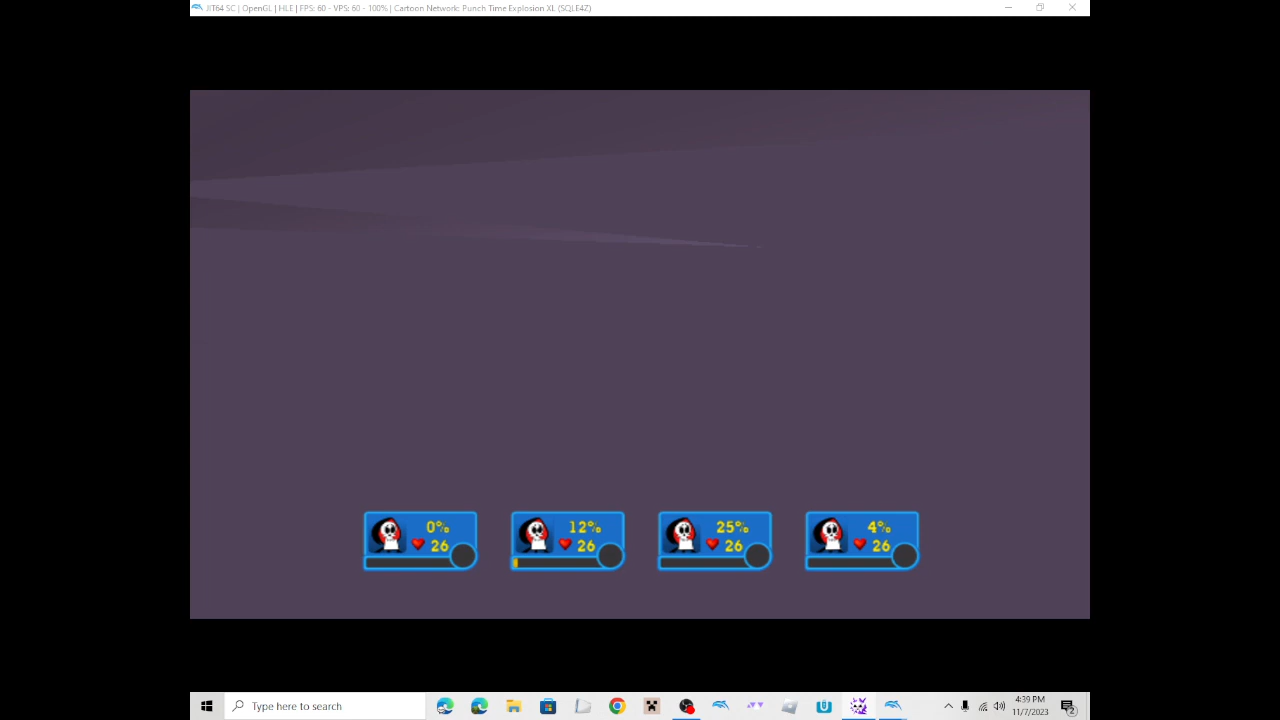 JIT64 SC | OpenGL | HLE | FPS: 60 - VPS: 60 - 100% | Cartoon Network: Punch Time Explosion XL (SQLE4Z)
0% 12% 25% 4%
26 26 26 26
Type here to search
4:39 PM
11/7/2023
2